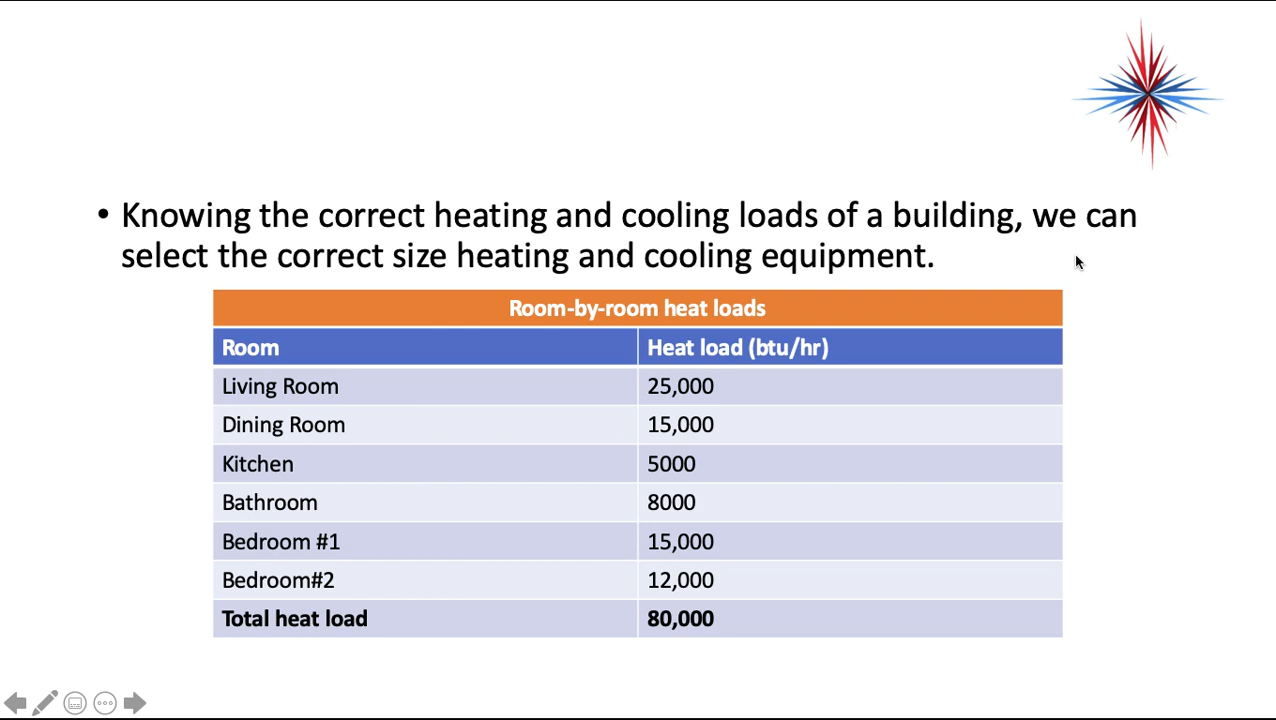 • Knowing the correct heating and cooling loads of a building, we can
select the correct size heating and cooling equipment.
Room-by-room heat loads
Room Heat load (btu/hr)
Living Room 25,000
Dining Room 15,000
Kitchen 5000
Bathroom 8000
Bedroom #1 15,000
Bedroom#2 12,000
Total heat load 80,000